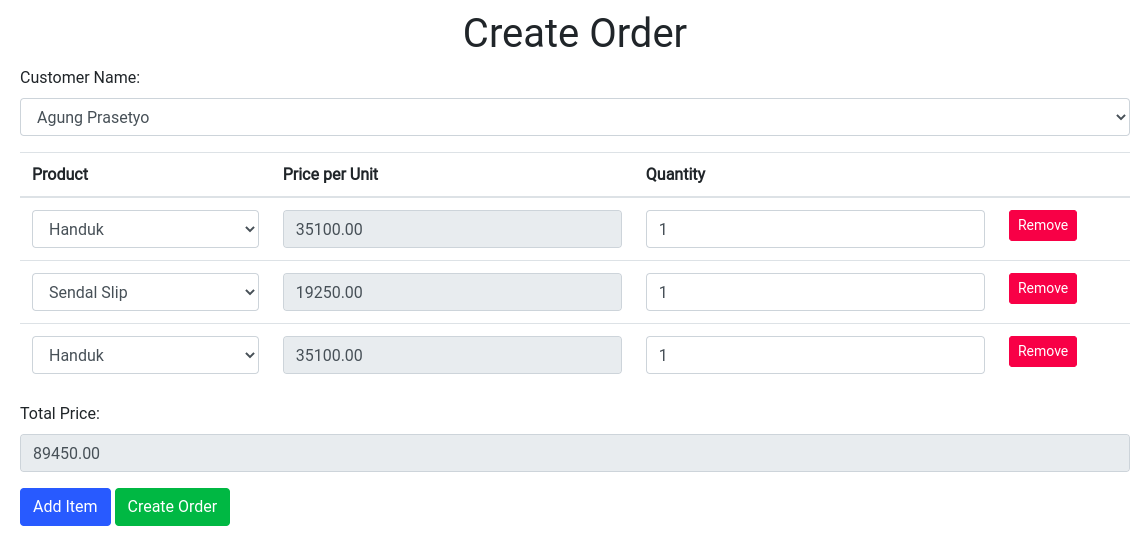 Create Order
Customer Name:
Agung Prasetyo
Product Price per Unit Quantity
Handuk 35100.00 1 Remove
Sendal Slip 19250.00 1 Remove
Handuk 35100.00 1 Remove
Total Price:
89450.00
Add Item Create Order